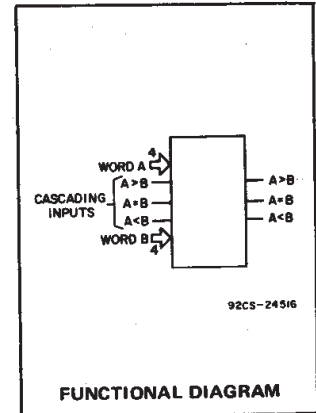 4
WORD A
A>B A>B
CASCADING INPUTS A=B A=B
A<B A<B
WORD B
4
92CS-24516
FUNCTIONAL DIAGRAM